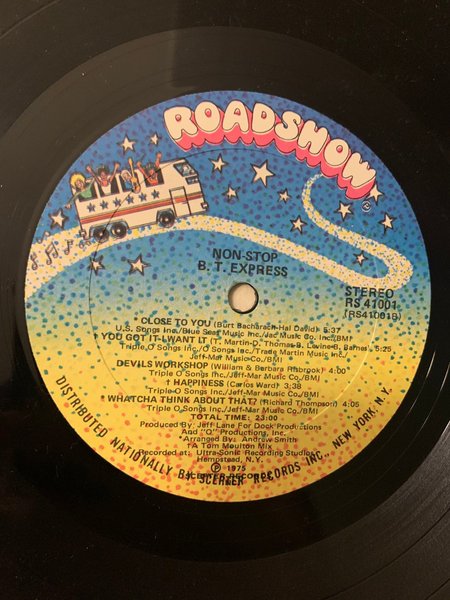 ROADSHOW
NON-STOP
B. T. EXPRESS
STEREO
RS 41001
(RS41001B)
* CLOSE TO YOU (Burt Bacharach-Hal David) 5:37
U.S. Songs Inc./Blue Seas Music Inc./Jac Music Co. Inc./BMI
* YOU GOT IT-I WANT IT (T. Martin-D. Thomas-B. Levine-B. Barnes) 5:25
Triple O Songs Inc./O Songs Inc./Trade Martin Music Inc./
Jeff-Mar Music Co./BMI
DEVILS WORKSHOP (William & Barbara Risbrook) 4:00
Triple O Songs Inc./Jeff-Mar Music Co./BMI
† HAPPINESS (Carlos Ward) 3:38
Triple-O Songs Inc./Jeff-Mar Music Co./BMI
WHATCHA THINK ABOUT THAT? (Richard Thompson) 4:05
Triple O Songs Inc./Jeff-Mar Music Co./BMI
TOTAL TIME: 23:00
Produced By: Jeff Lane For Dock Productions
And "O" Productions, Inc.
*Arranged By: Andrew Smith
†A Tom Moulton Mix
Recorded at: Ultra-Sonic Recording Studios
Hempstead, N.Y.
℗ 1975
SCEPTER RECORDS
DISTRIBUTED NATIONALLY BY SCEPTER RECORDS INC., NEW YORK, N.Y.